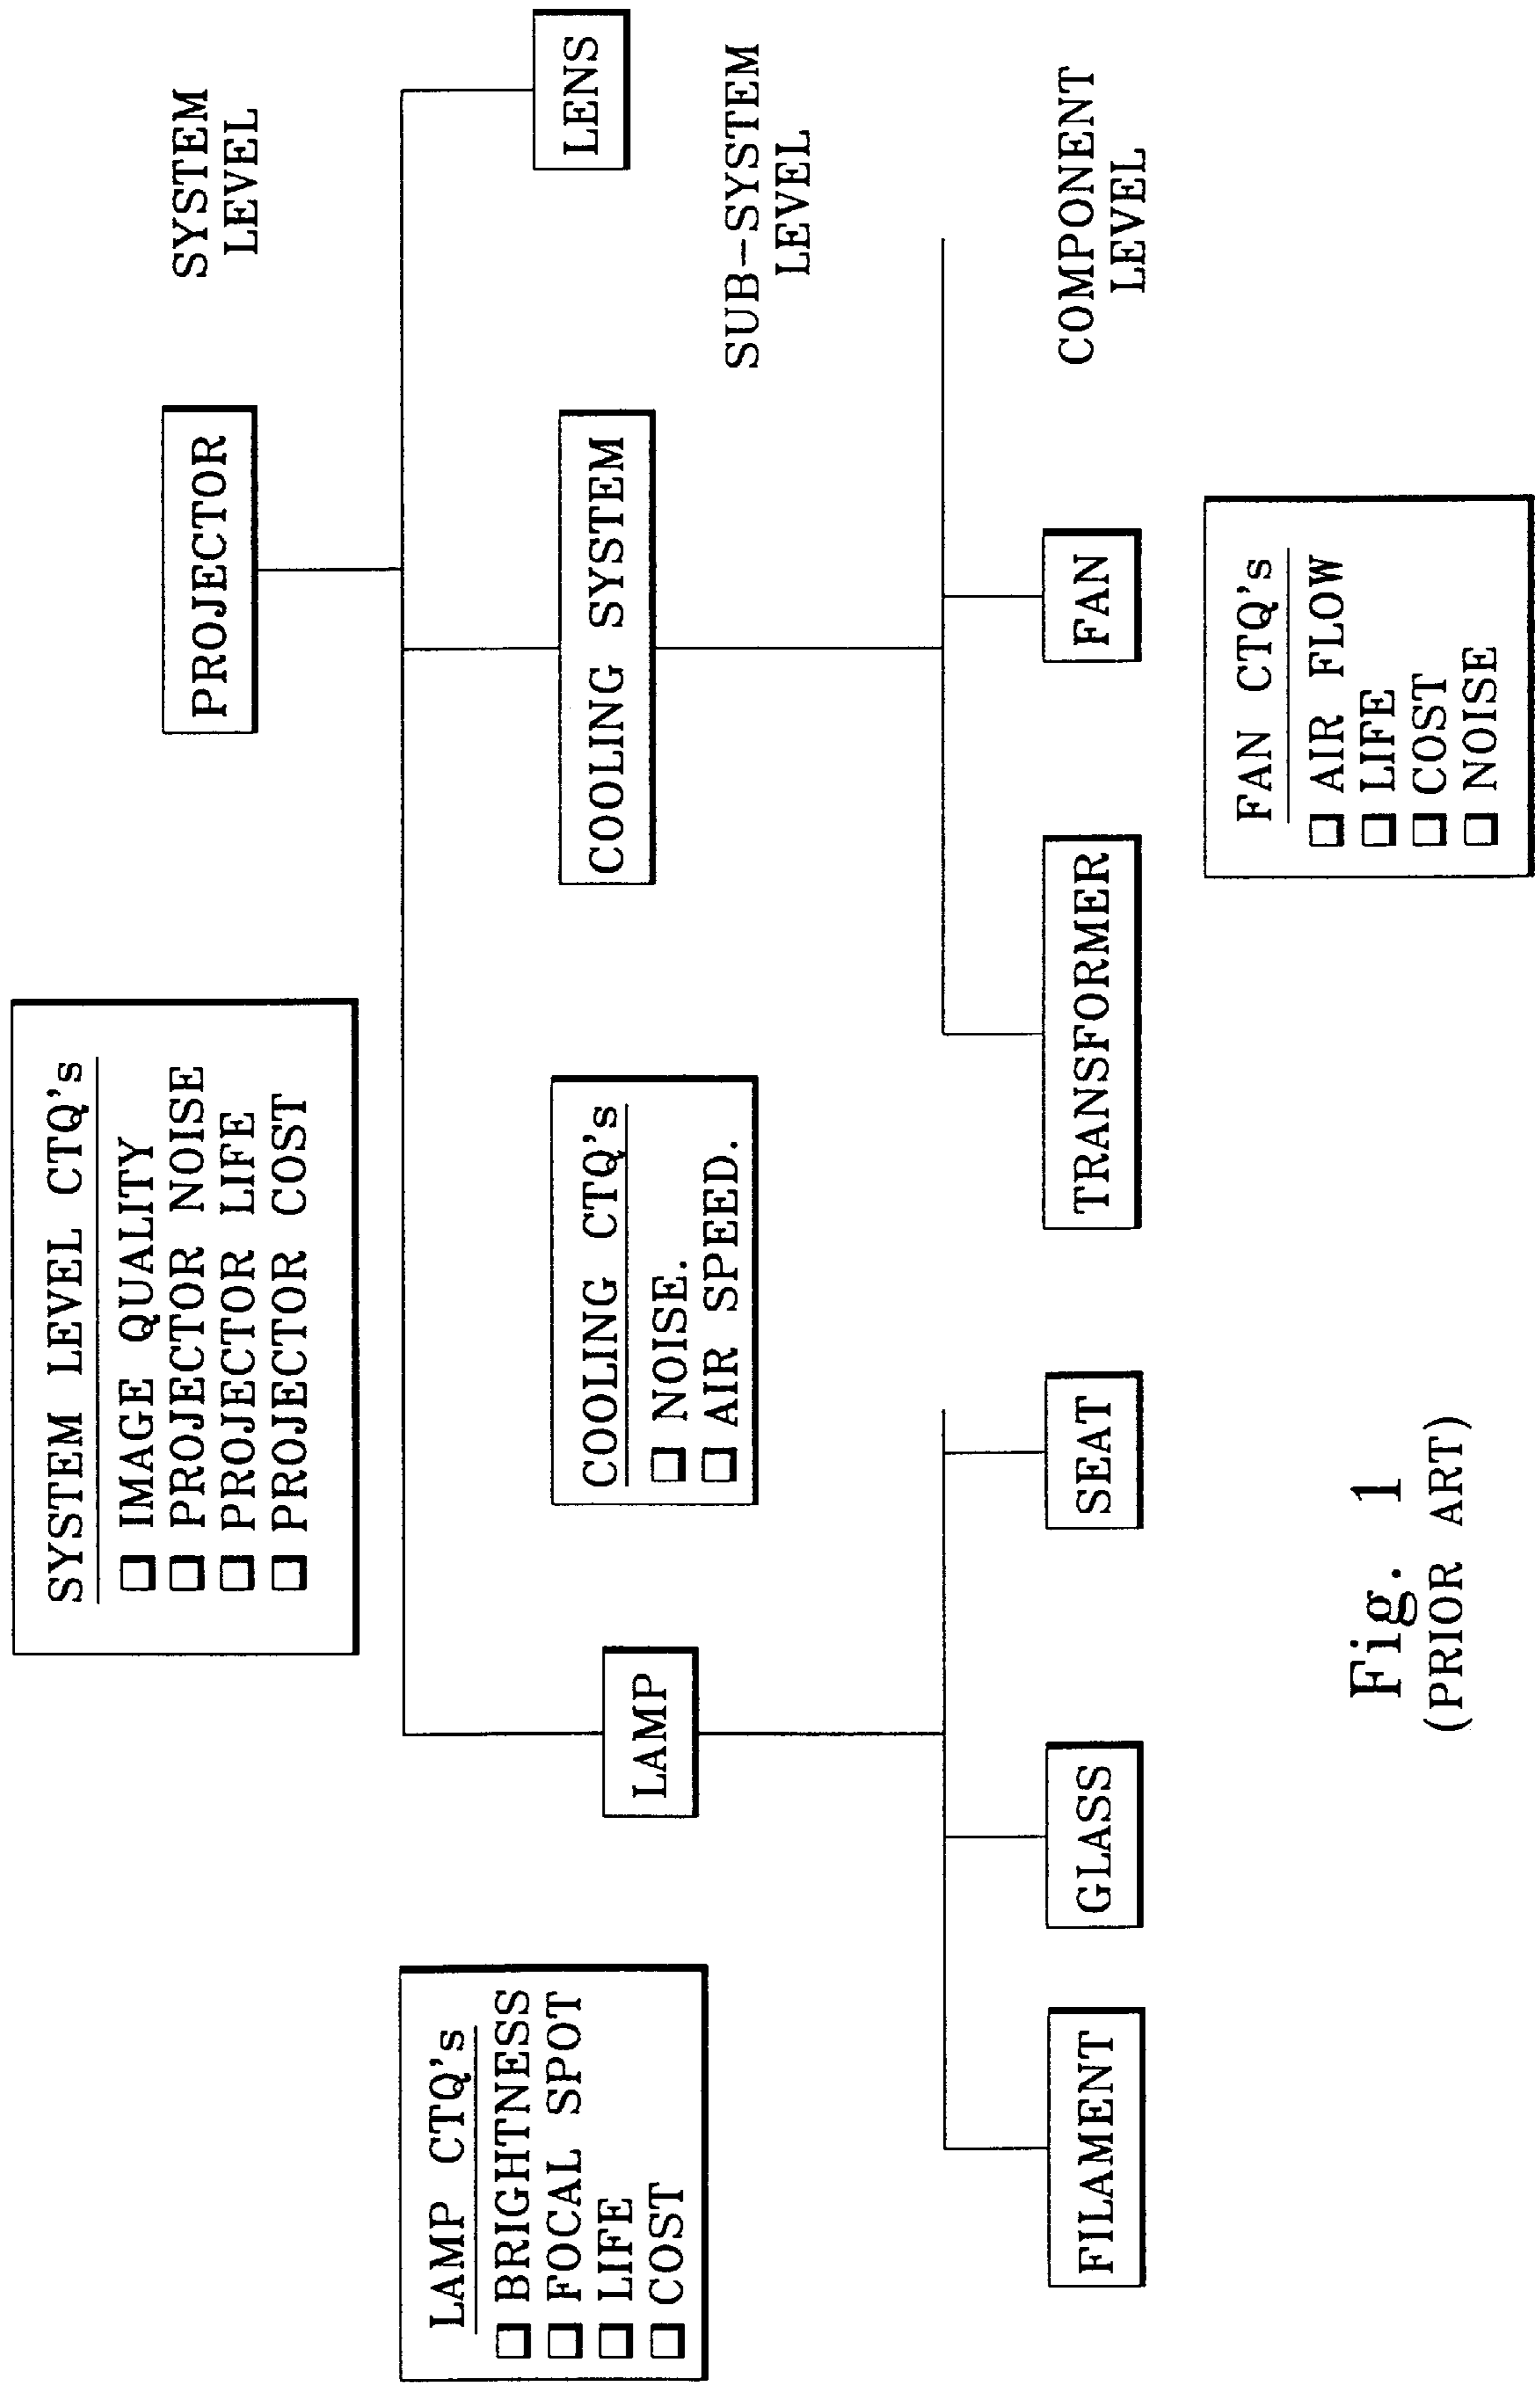 SYSTEM LEVEL CTQ's
❑ IMAGE QUALITY
❑ PROJECTOR NOISE
❑ PROJECTOR LIFE
❑ PROJECTOR COST
PROJECTOR
SYSTEM
LEVEL
LAMP CTQ's
❑ BRIGHTNESS
❑ FOCAL SPOT
❑ LIFE
❑ COST
LAMP
COOLING CTQ's
❑ NOISE.
❑ AIR SPEED.
COOLING SYSTEM
LENS
SUB-SYSTEM
LEVEL
FILAMENT
GLASS
SEAT
TRANSFORMER
FAN
COMPONENT
LEVEL
FAN CTQ's
❑ AIR FLOW
❑ LIFE
❑ COST
❑ NOISE
Fig. 1
(PRIOR ART)